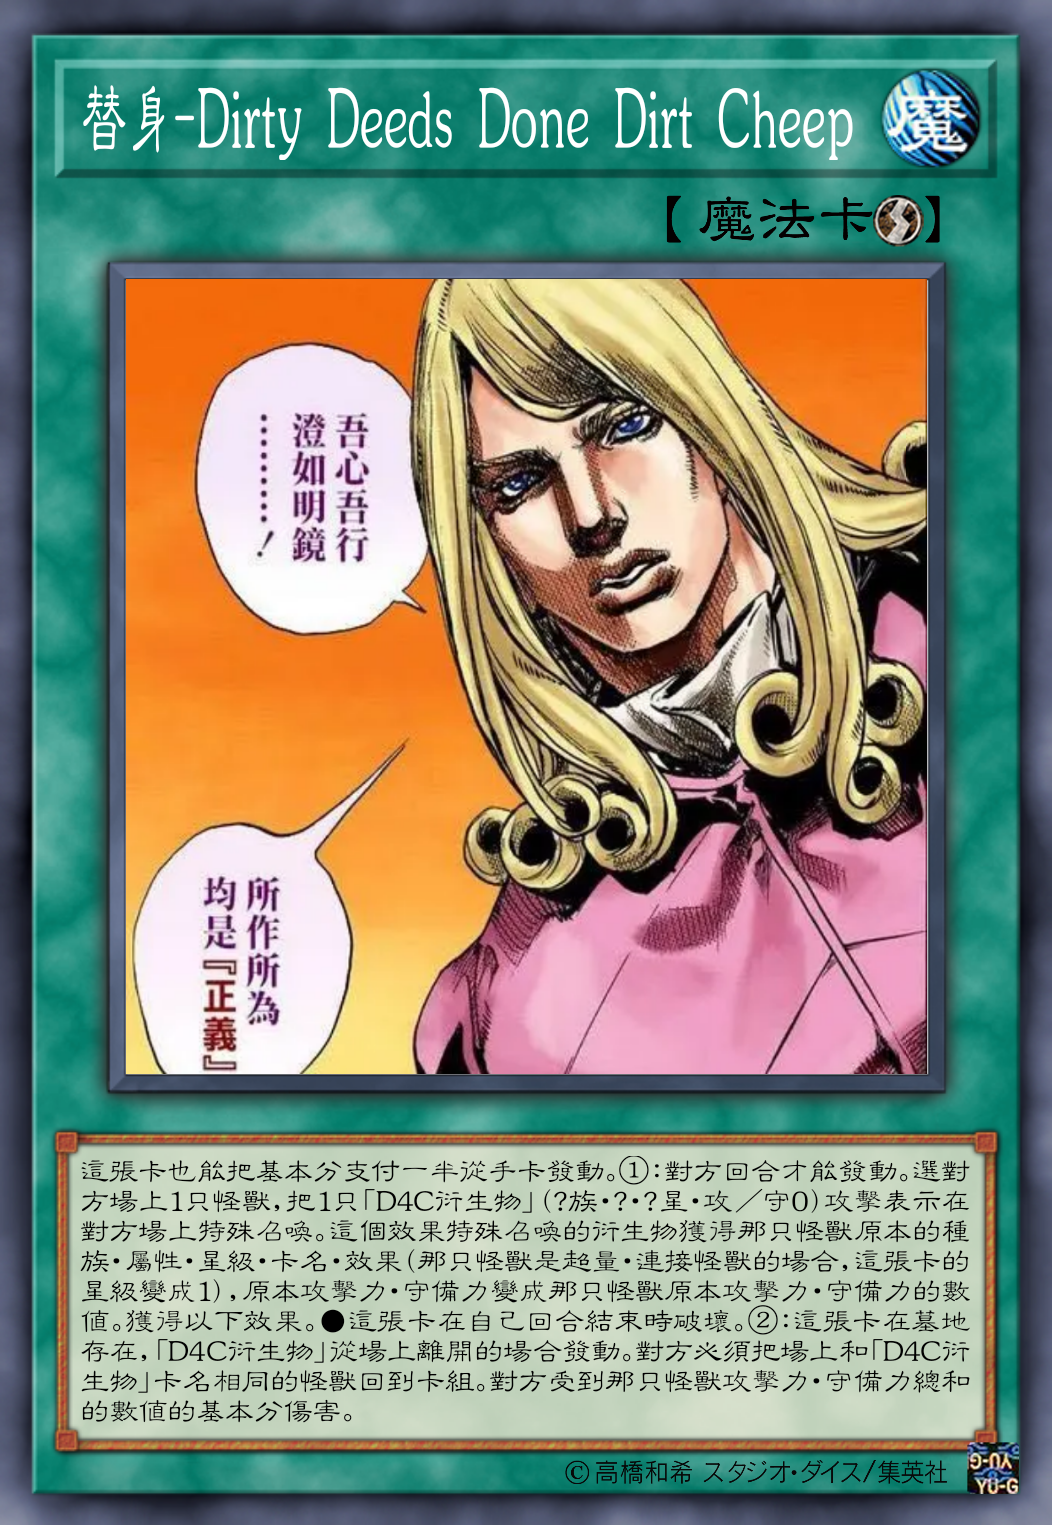 替身-Dirty Deeds Done Dirt Cheep
魔
【魔法卡】
吾心吾行
澄如明鏡
………！
所作所為
均是『正義』
這張卡也能把基本分支付一半從手卡發動。①：對方回合才能發動。選對
方場上1只怪獸，把1只「D4C衍生物」（?族・?・?星・攻／守0）攻擊表示在
對方場上特殊召喚。這個效果特殊召喚的衍生物獲得那只怪獸原本的種
族・屬性・星級・卡名・效果（那只怪獸是超量・連接怪獸的場合，這張卡的
星級變成1），原本攻擊力・守備力變成那只怪獸原本攻擊力・守備力的數
值。獲得以下效果。●這張卡在自己回合結束時破壞。②：這張卡在墓地
存在，「D4C衍生物」從場上離開的場合發動。對方必須把場上和「D4C衍
生物」卡名相同的怪獸回到卡組。對方受到那只怪獸攻擊力・守備力總和
的數值的基本分傷害。
©高橋和希 スタジオ・ダイス/集英社
YU-G
YU-G